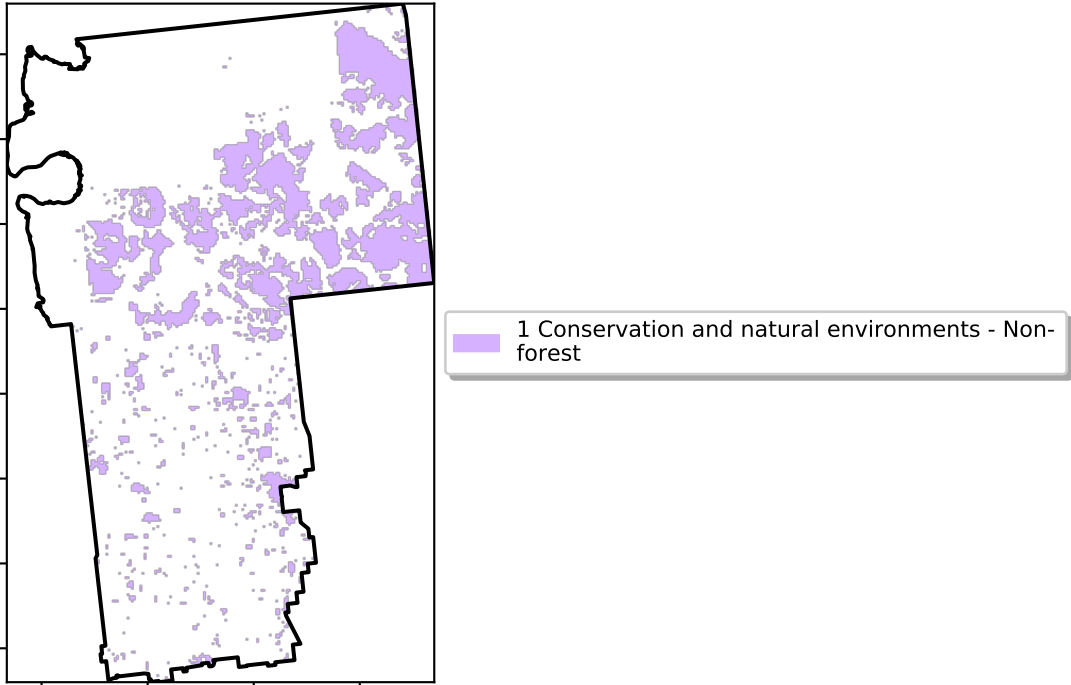 1 Conservation and natural environments - Non-
forest